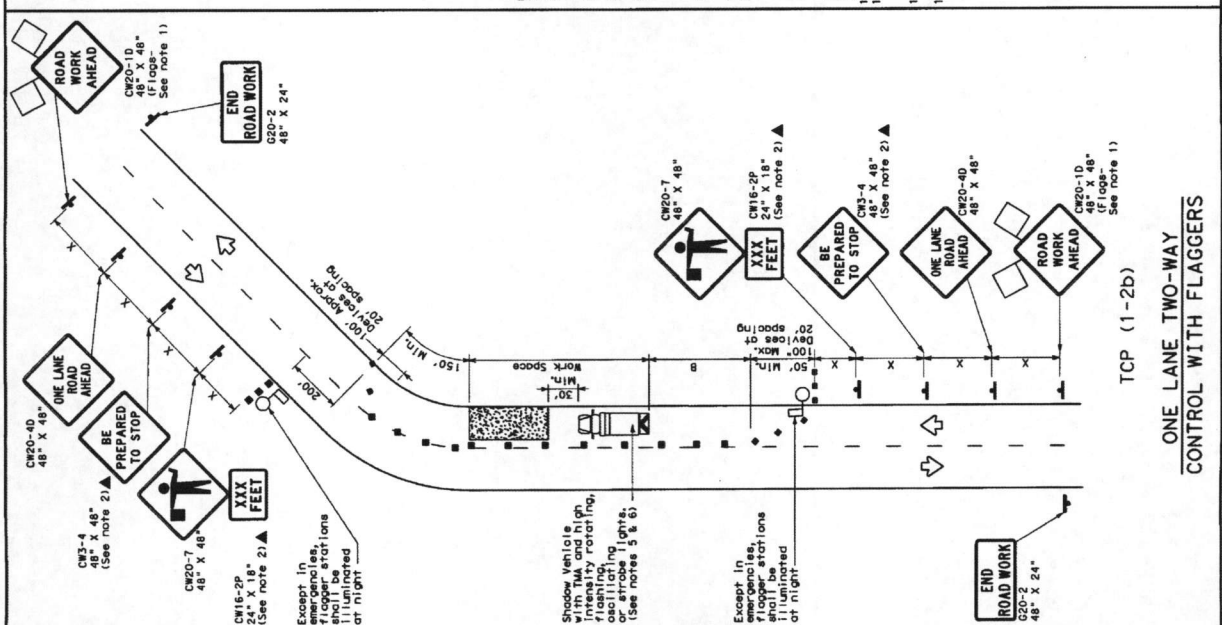 ROAD
WORK
AHEAD
CW20-1D
48" X 48"
(Flags-
See note 1)
END
ROAD WORK
G20-2
48" X 24"
X
X
X
X
ONE LANE
ROAD
AHEAD
CW20-4D
48" X 48"
BE
PREPARED
TO STOP
CW3-4
48" X 48"
(See note 2)▲
CW20-7
48" X 48"
XXX
FEET
CW16-2P
24" X 18"
(See note 2)▲
Except in
emergencies,
flagger stations
shall be
illuminated
at night
200'
100' Approx.
Devices at
20' spacing
150' Min.
Work Space
30'
Min.
B
Shadow Vehicle
with TMA and high
intensity rotating,
flashing,
oscillating
or strobe lights.
(See notes 5 & 6)
50' Min.
100" Max.
Devices at
20' spacing
Except in
emergencies,
flagger stations
shall be
illuminated
at night
CW20-7
48" X 48"
XXX
FEET
CW16-2P
24" X 18"
(See note 2)▲
BE
PREPARED
TO STOP
CW3-4
48" X 48"
(See note 2)▲
ONE LANE
ROAD
AHEAD
CW20-4D
48" X 48"
ROAD
WORK
AHEAD
CW20-1D
48" X 48"
(Flags-
See note 1)
X
X
X
X
END
ROAD WORK
G20-2
48" X 24"
TCP (1-2b)
ONE LANE TWO-WAY
CONTROL WITH FLAGGERS